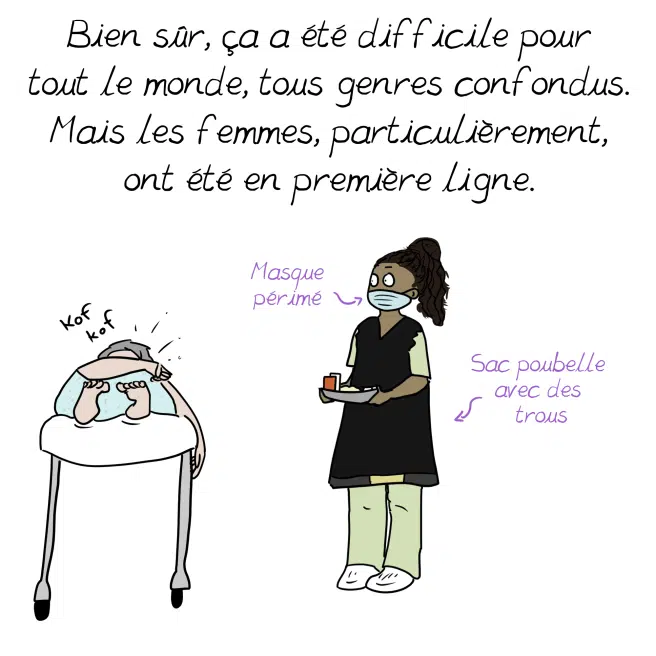 Bien sûr, ça a été difficile pour
tout le monde, tous genres confondus.
Mais les femmes, particulièrement,
ont été en première ligne.
Masque
périmé
Kof
kof
Sac poubelle
avec des
trous